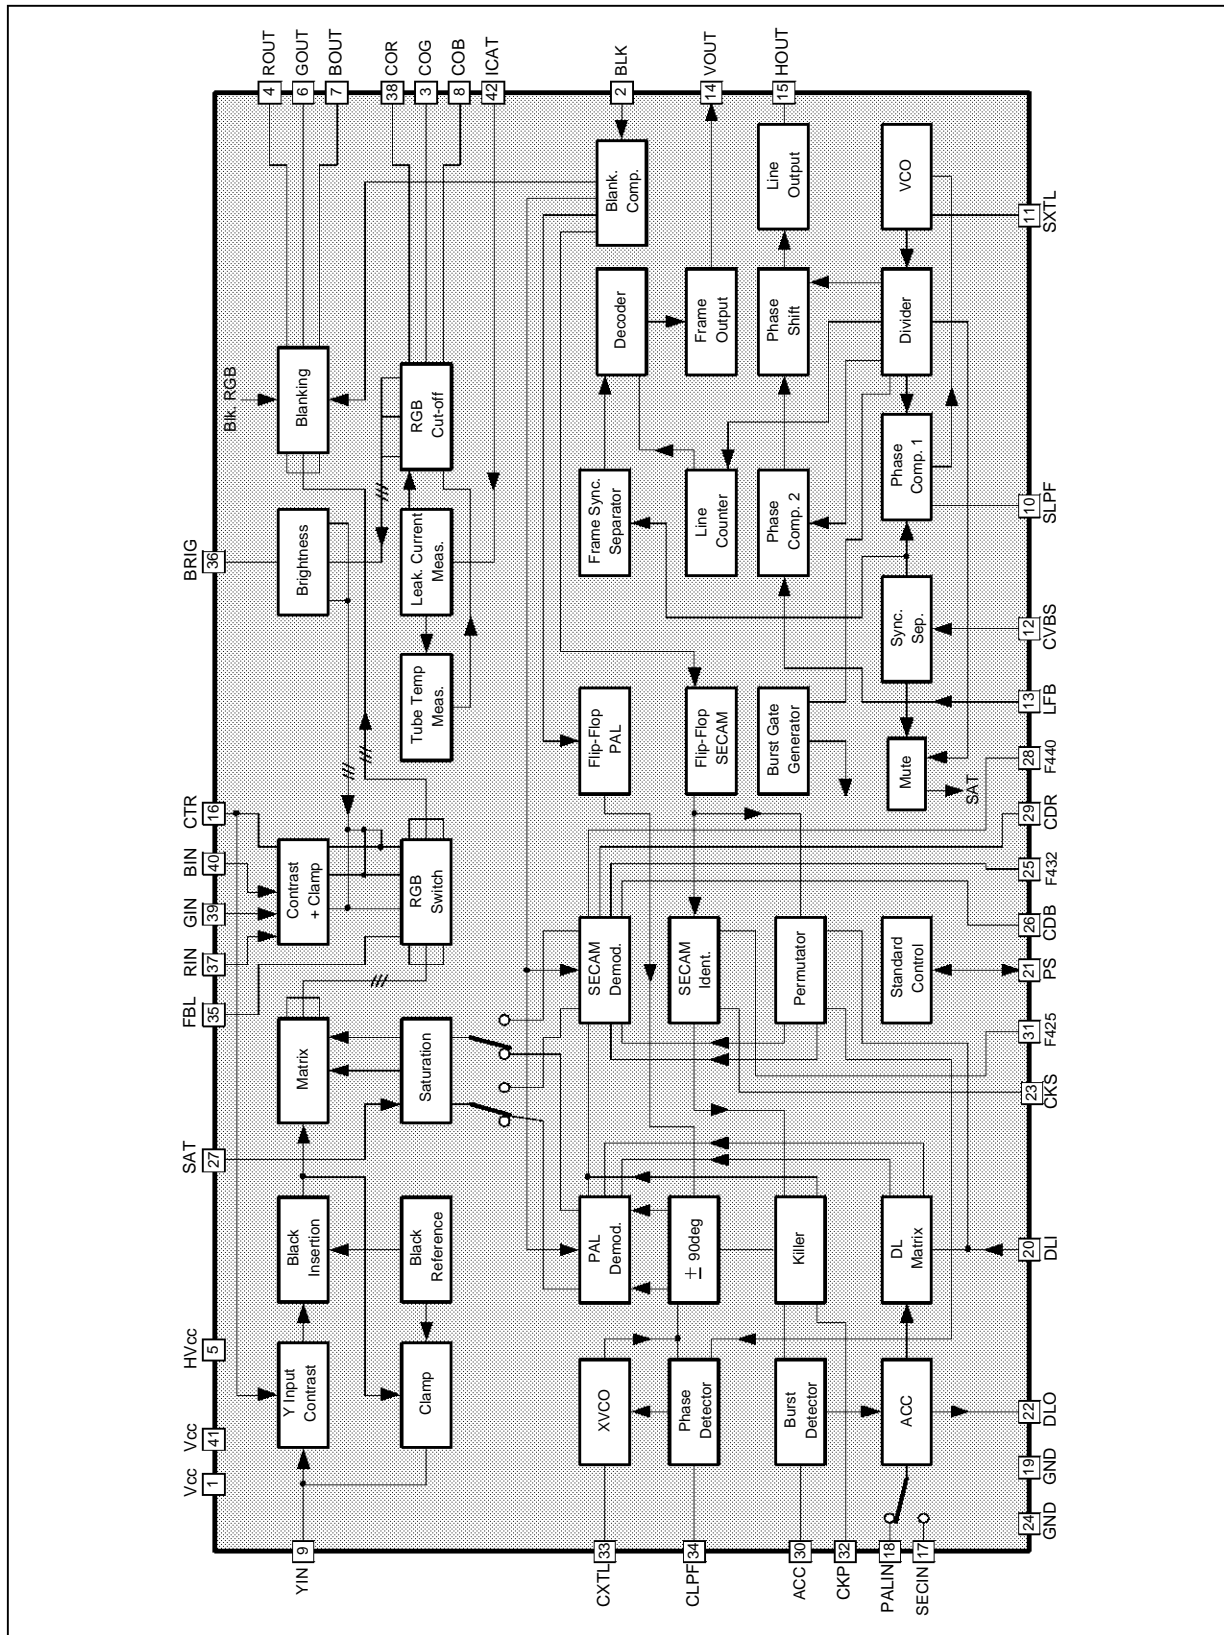 YIN
9
Vcc
1
Vcc
41
HVcc
5
SAT
27
FBL
35
RIN
37
GIN
39
BIN
40
CTR
16
BRIG
36
Blk. RGB
ROUT
4
GOUT
6
BOUT
7
COR
38
COG
3
COB
8
ICAT
42
BLK
2
VOUT
14
HOUT
15
Y Input
Contrast
Black
Insertion
Matrix
Contrast
+ Clamp
Brightness
Blanking
Clamp
Black
Reference
Saturation
RGB
Switch
Tube Temp
Meas.
Leak. Current
Meas.
RGB
Cut-off
XVCO
PAL
Demod.
SECAM
Demod.
Flip-Flop
PAL
Frame Sync.
Separator
Decoder
Blank.
Comp.
Phase
Detector
± 90deg
SECAM
Ident.
Flip-Flop
SECAM
Line
Counter
Frame
Output
Burst
Detector
Killer
Permutator
Burst Gate
Generator
Phase
Comp. 2
Phase
Shift
Line
Output
ACC
DL
Matrix
Standard
Control
Mute
SAT
Sync.
Sep.
Phase
Comp. 1
Divider
VCO
CXTL
33
CLPF
34
ACC
30
CKP
32
PALIN
18
SECIN
17
24
GND
19
GND
22
DLO
20
DLI
23
CKS
31
F425
21
PS
26
CDB
25
F432
29
CDR
28
F440
13
LFB
12
CVBS
10
SLPF
11
SXTL